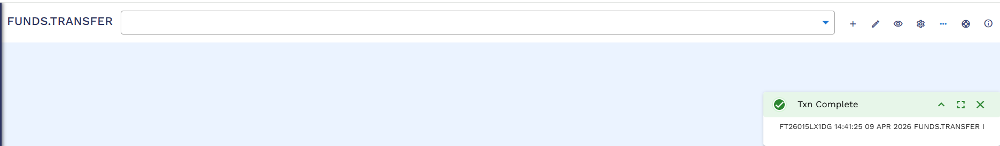 FUNDS.TRANSFER
Txn Complete
FT26015LX1DG 14:41:25 09 APR 2026 FUNDS.TRANSFER I